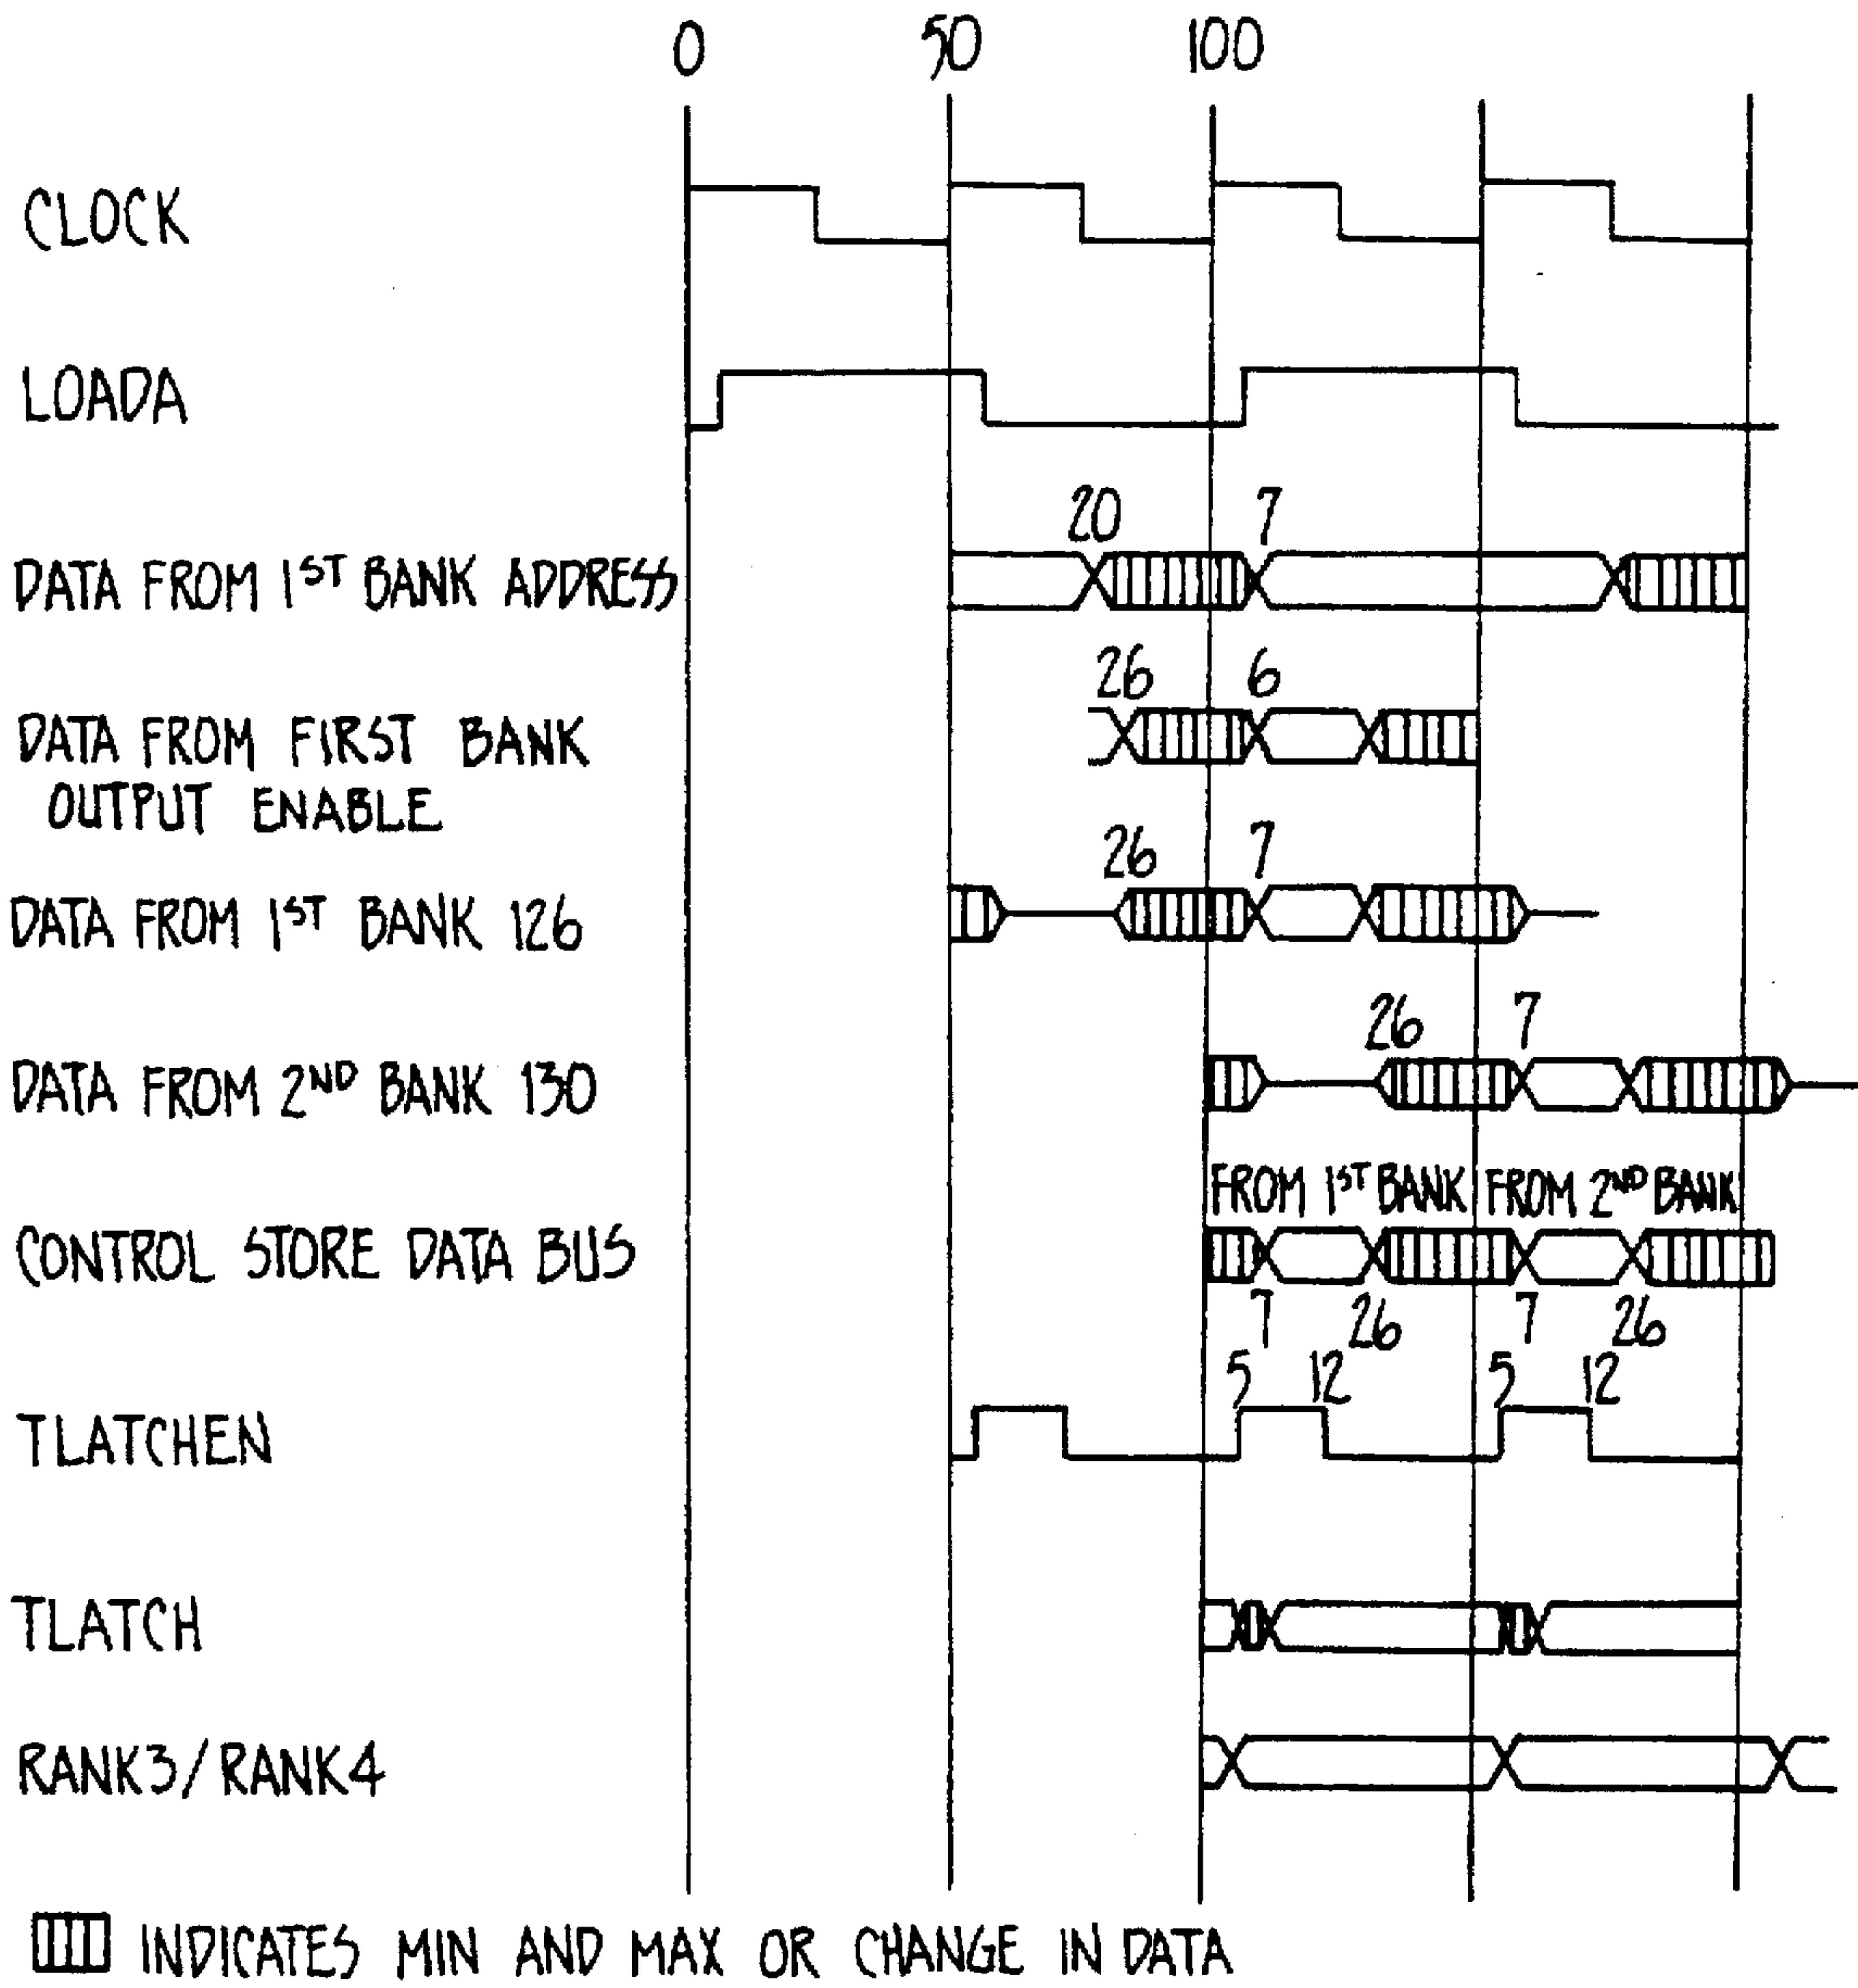 0 50 100
CLOCK
LOADA
20 7
DATA FROM 1ST BANK ADDRESS
26 6
DATA FROM FIRST BANK
OUTPUT ENABLE
26 7
DATA FROM 1ST BANK 126
26 7
DATA FROM 2ND BANK 130
FROM 1ST BANK FROM 2ND BANK
CONTROL STORE DATA BUS
7 26 7 26
5 12 5 12
TLATCHEN
TLATCH
RANK3/RANK4
INDICATES MIN AND MAX OR CHANGE IN DATA